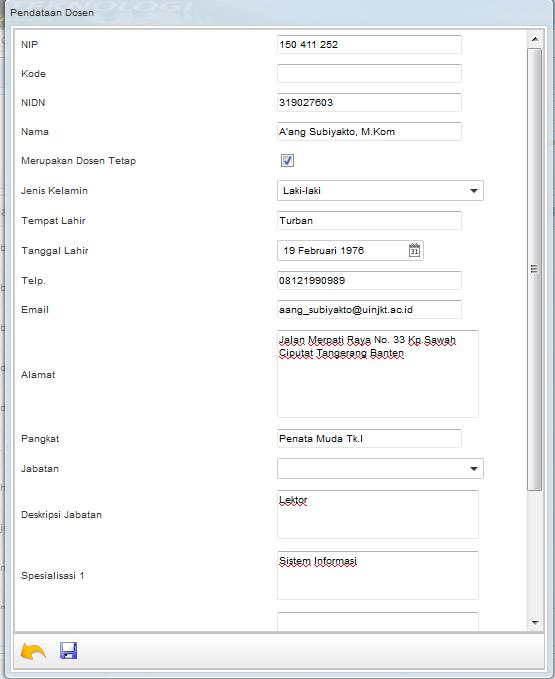 TEKNOLOGI
Pendataan Dosen
NIP 150 411 252
Kode
NIDN 319027603
Nama A'ang Subiyakto, M.Kom
Merupakan Dosen Tetap
Jenis Kelamin Laki-laki
Tempat Lahir Turban
Tanggal Lahir 19 Februari 1976 31
Telp. 08121990989
Email aang_subiyakto@uinjkt.ac.id
Alamat Jalan Merpati Raya No. 33 Kp.Sawah
Ciputat Tangerang Banten
Pangkat Penata Muda Tk.I
Jabatan
Deskripsi Jabatan Lektor
Spesialisasi 1 Sistem Informasi